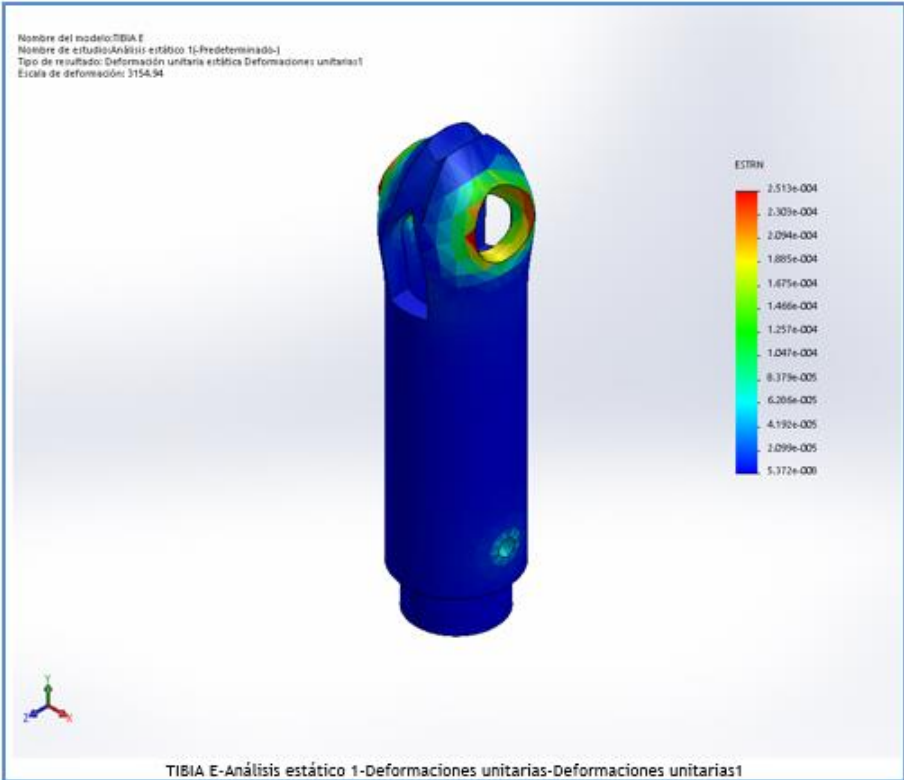 Nombre del modelo:TIBIA E
Nombre de estudio:Análisis estático 1(-Predeterminado-)
Tipo de resultado: Deformación unitaria estática Deformaciones unitarias1
Escala de deformación: 3154.94
ESTRN
2.513e-004
2.303e-004
2.094e-004
1.885e-004
1.675e-004
1.466e-004
1.257e-004
1.047e-004
8.379e-005
6.286e-005
4.192e-005
2.099e-005
5.372e-008
Y
Z
X
TIBIA E-Análisis estático 1-Deformaciones unitarias-Deformaciones unitarias1